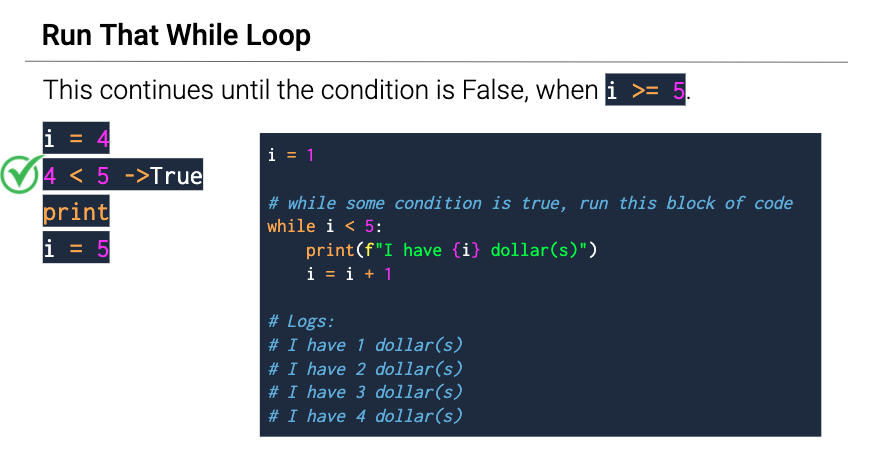 Run That While Loop
This continues until the condition is False, when i >= 5.
i = 4
4 < 5 ->True
print
i = 5
i = 1
# while some condition is true, run this block of code
while i < 5:
    print(f"I have {i} dollar(s)")
    i = i + 1
# Logs:
# I have 1 dollar(s)
# I have 2 dollar(s)
# I have 3 dollar(s)
# I have 4 dollar(s)